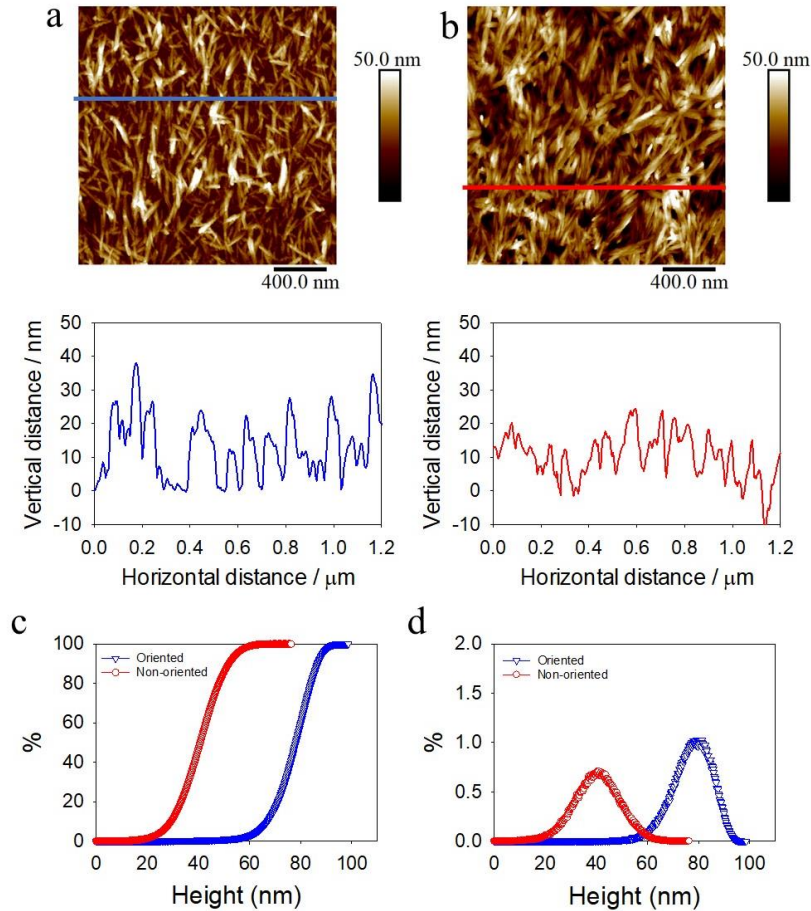 a
50.0 nm
400.0 nm
b
50.0 nm
400.0 nm
Vertical distance / nm
50
40
30
20
10
0
-10
0.0 0.2 0.4 0.6 0.8 1.0 1.2
Horizontal distance / μm
Vertical distance / nm
50
40
30
20
10
0
-10
0.0 0.2 0.4 0.6 0.8 1.0 1.2
Horizontal distance / μm
c
%
100
80
60
40
20
0
Oriented
Non-oriented
0 20 40 60 80 100
Height (nm)
d
%
2.0
1.5
1.0
0.5
0.0
Oriented
Non-oriented
0 20 40 60 80 100
Height (nm)